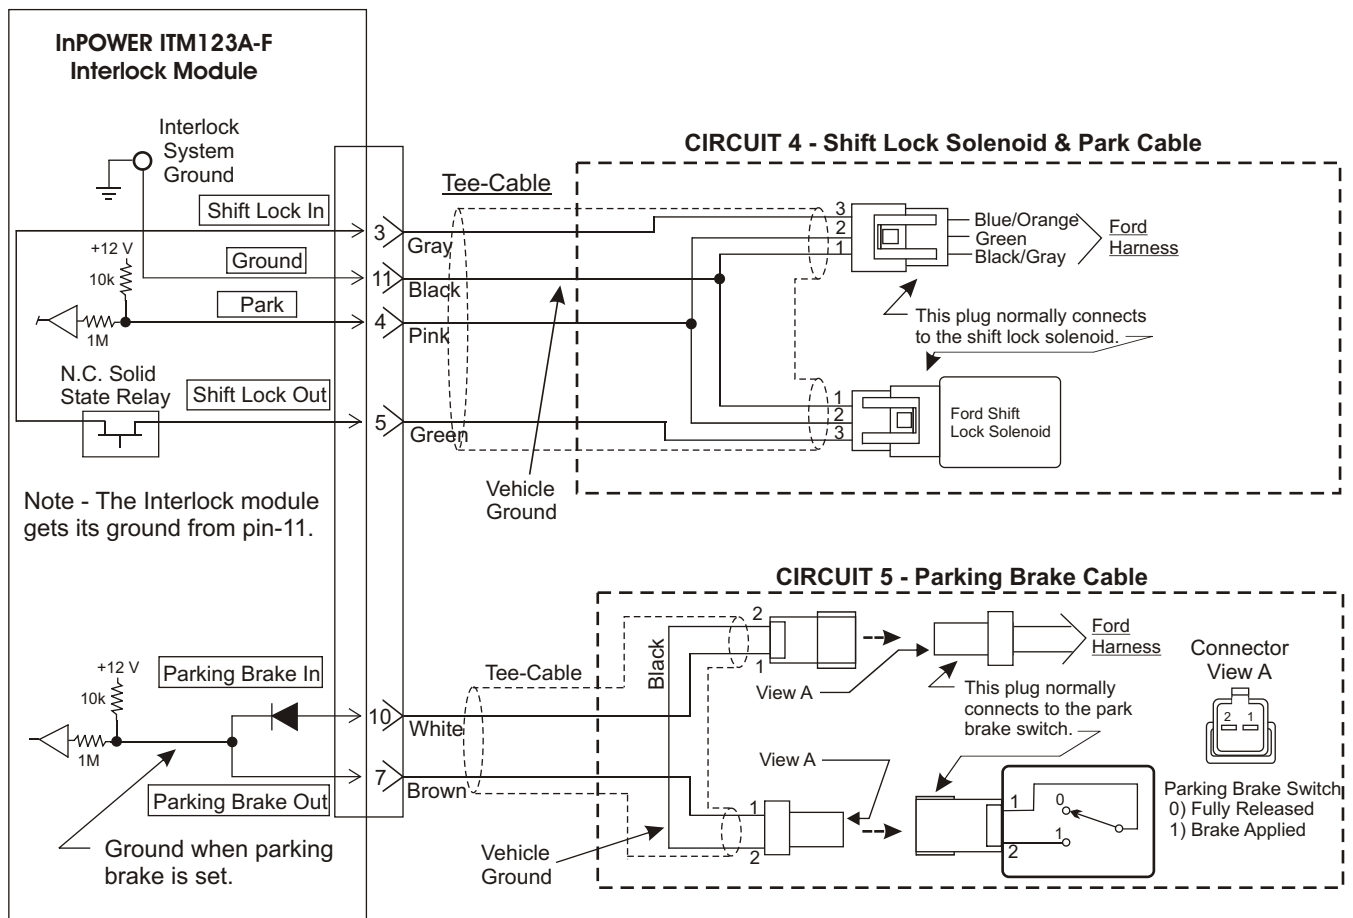 InPOWER ITM123A-F
Interlock Module
Interlock
System
Ground
Shift Lock In
+12 V
10k
Ground
Park
1M
N.C. Solid
State Relay
Shift Lock Out
Note - The Interlock module
gets its ground from pin-11.
3
Gray
11
Black
4
Pink
5
Green
Tee-Cable
Vehicle
Ground
CIRCUIT 4 - Shift Lock Solenoid & Park Cable
3
2
1
Blue/Orange
Green
Black/Gray
Ford
Harness
This plug normally connects
to the shift lock solenoid.
1
2
3
Ford Shift
Lock Solenoid
CIRCUIT 5 - Parking Brake Cable
+12 V
10k
1M
Parking Brake In
Parking Brake Out
Ground when parking
brake is set.
10
White
7
Brown
Tee-Cable
Black
Vehicle
Ground
2
1
View A
Ford
Harness
This plug normally
connects to the park
brake switch.
View A
1
2
1
2
0
1
Connector
View A
2 1
Parking Brake Switch
0) Fully Released
1) Brake Applied